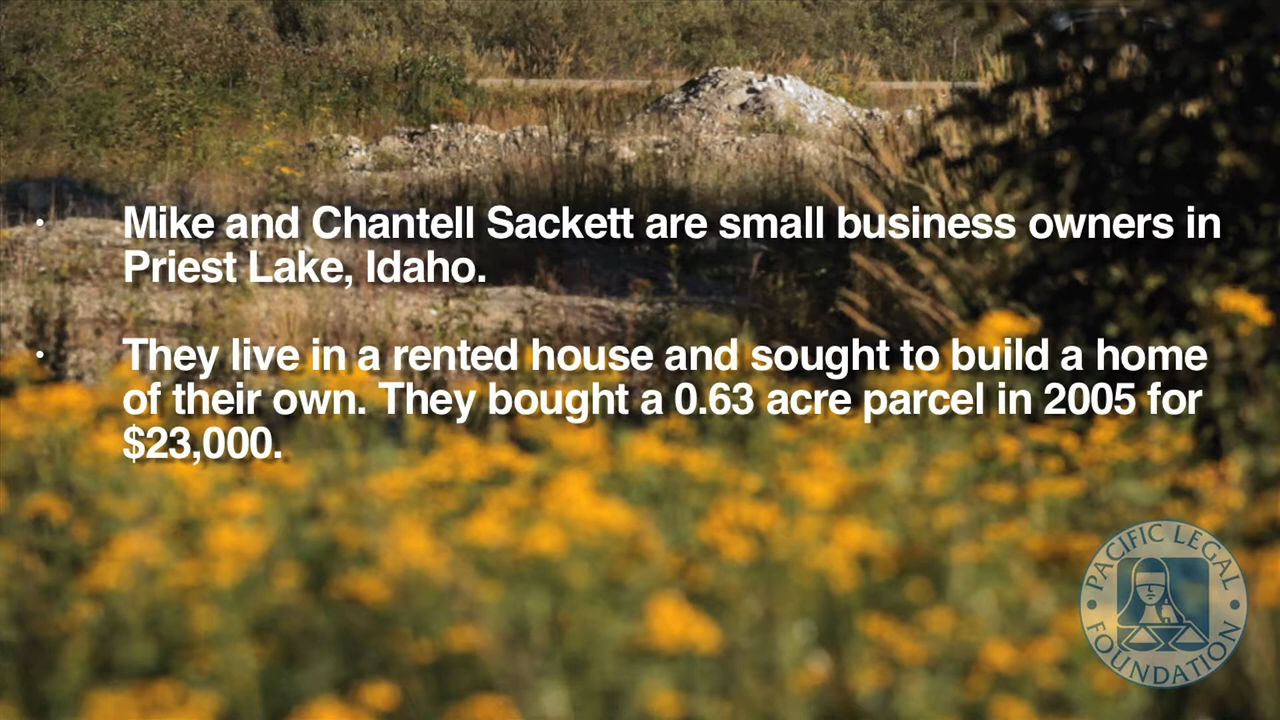 · Mike and Chantell Sackett are small business owners in
Priest Lake, Idaho.
· They live in a rented house and sought to build a home
of their own. They bought a 0.63 acre parcel in 2005 for
$23,000.
PACIFIC LEGAL
FOUNDATION